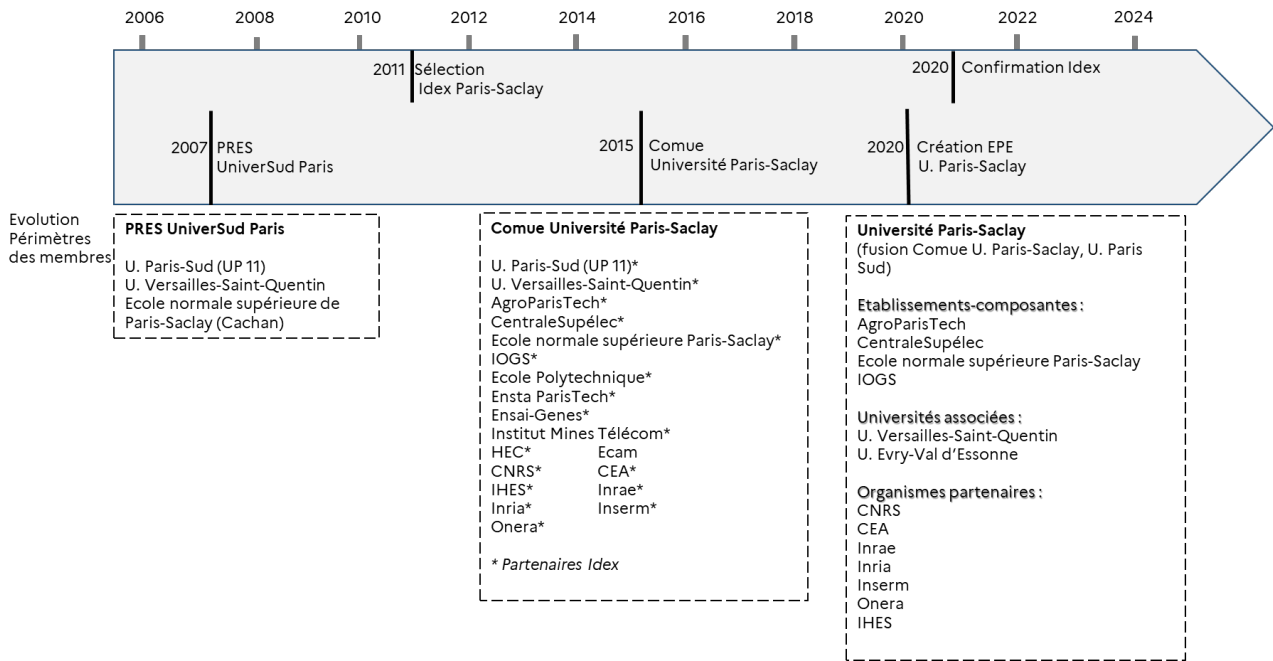 2006 2008 2010 2012 2014 2016 2018 2020 2022 2024
2011 Sélection
Idex Paris-Saclay
2020 Confirmation Idex
2007 PRES
UniverSud Paris
2015 Comue
Université Paris-Saclay
2020 Création EPE
U. Paris-Saclay
Evolution
Périmètres
des membres
PRES UniverSud Paris
U. Paris-Sud (UP 11)
U. Versailles-Saint-Quentin
Ecole normale supérieure de
Paris-Saclay (Cachan)
Comue Université Paris-Saclay
U. Paris-Sud (UP 11)*
U. Versailles-Saint-Quentin*
AgroParisTech*
CentraleSupélec*
Ecole normale supérieure Paris-Saclay*
IOGS*
Ecole Polytechnique*
Ensta ParisTech*
Ensai-Genes*
Institut Mines Télécom*
HEC* Ecam
CNRS* CEA*
IHES* Inrae*
Inria* Inserm*
Onera*
* Partenaires Idex
Université Paris-Saclay
(fusion Comue U. Paris-Saclay, U. Paris
Sud)
Etablissements-composantes :
AgroParisTech
CentraleSupélec
Ecole normale supérieure Paris-Saclay
IOGS
Universités associées :
U. Versailles-Saint-Quentin
U. Evry-Val d'Essonne
Organismes partenaires :
CNRS
CEA
Inrae
Inria
Inserm
Onera
IHES